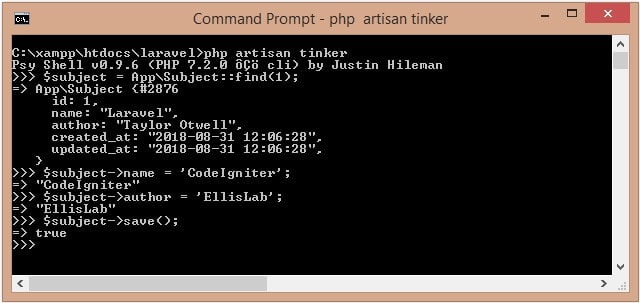 Command Prompt - php  artisan tinker
C:\xampp\htdocs\laravel>php artisan tinker
Psy Shell v0.9.6 (PHP 7.2.0 ôÇö cli) by Justin Hileman
>>> $subject = App\Subject::find(1);
=> App\Subject {#2876
     id: 1,
     name: "Laravel",
     author: "Taylor Otwell",
     created_at: "2018-08-31 12:06:28",
     updated_at: "2018-08-31 12:06:28",
   }
>>> $subject->name = 'CodeIgniter';
=> "CodeIgniter"
>>> $subject->author = 'EllisLab';
=> "EllisLab"
>>> $subject->save();
=> true
>>>